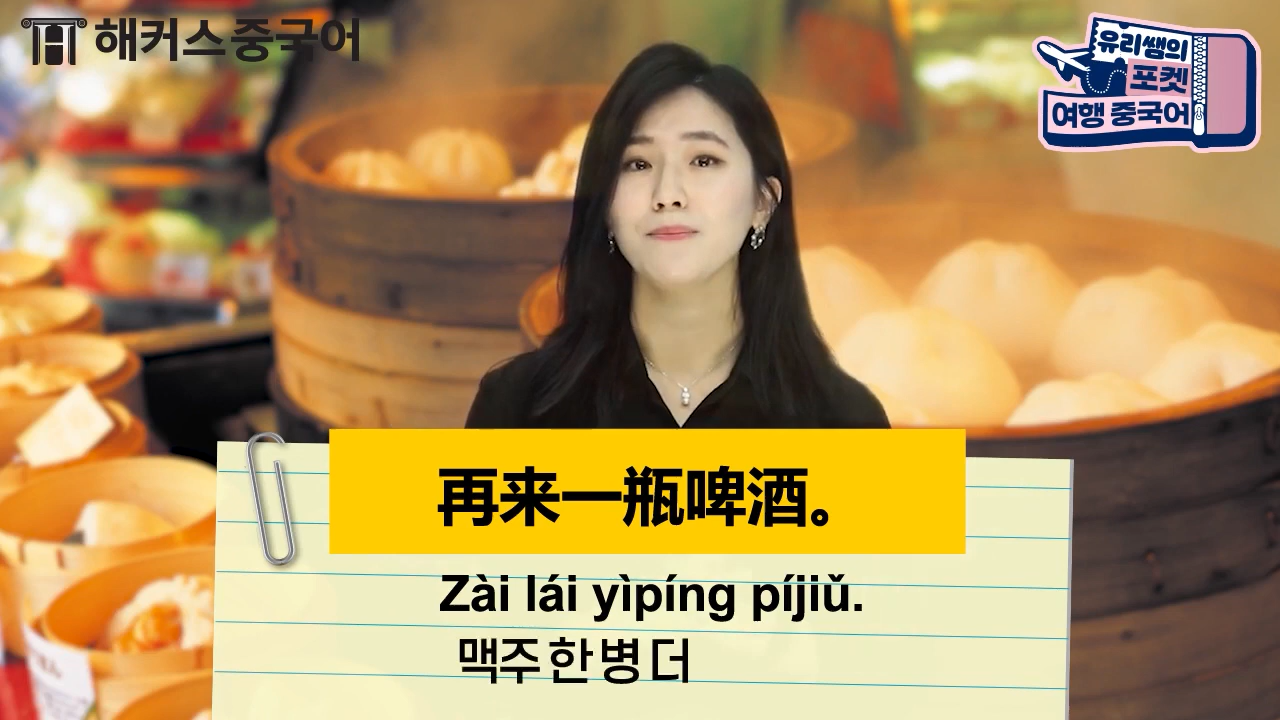 해커스중국어
유리쌤의
포켓
여행 중국어
再来一瓶啤酒。
Zài lái yìpíng píjiǔ.
맥주 한 병 더